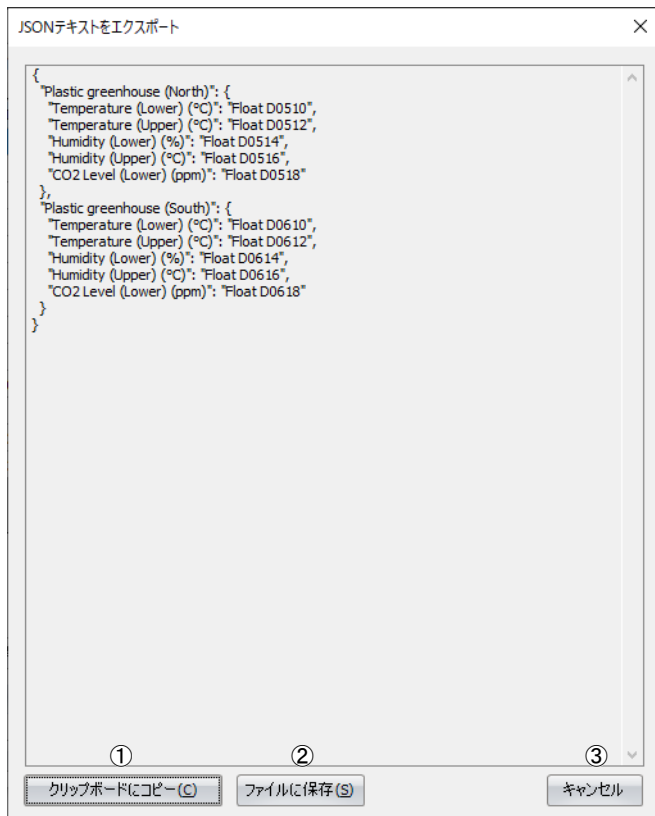 JSONテキストをエクスポート
{
"Plastic greenhouse (North)": {
"Temperature (Lower) (°C)": "Float D0510",
"Temperature (Upper) (°C)": "Float D0512",
"Humidity (Lower) (%)": "Float D0514",
"Humidity (Upper) (°C)": "Float D0516",
"CO2 Level (Lower) (ppm)": "Float D0518"
},
"Plastic greenhouse (South)": {
"Temperature (Lower) (°C)": "Float D0610",
"Temperature (Upper) (°C)": "Float D0612",
"Humidity (Lower) (%)": "Float D0614",
"Humidity (Upper) (°C)": "Float D0616",
"CO2 Level (Lower) (ppm)": "Float D0618"
}
}
① ② ③
クリップボードにコピー(C) ファイルに保存(S) キャンセル